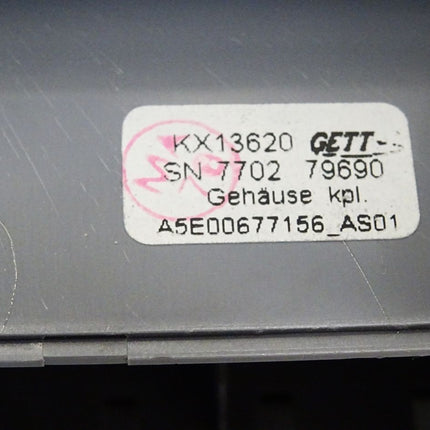 KX13620 GETT
SN 7702 79690
Gehäuse kpl.
A5E00677156_AS01